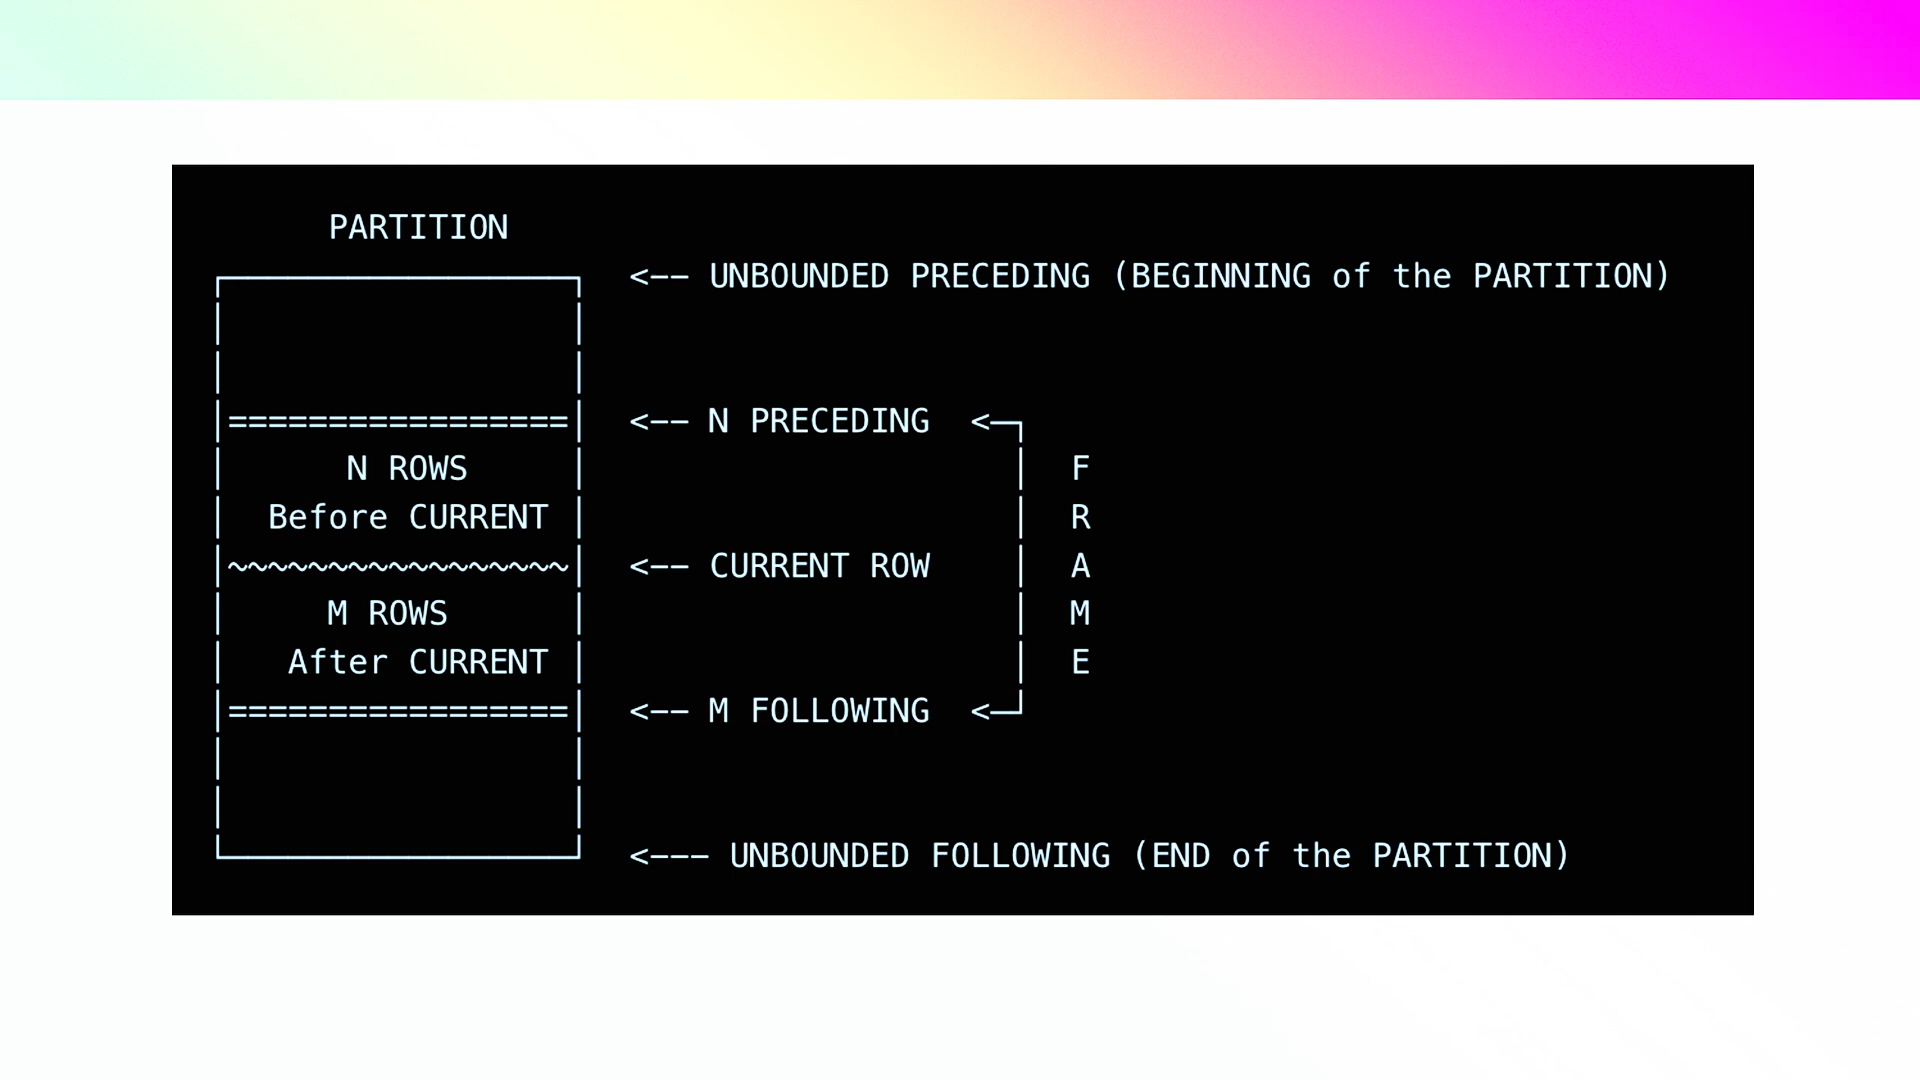 PARTITION
<-- UNBOUNDED PRECEDING (BEGINNING of the PARTITION)
================= <-- N PRECEDING <-
N ROWS F
Before CURRENT R
~~~~~~~~~~~~~~~~~ <-- CURRENT ROW A
M ROWS M
After CURRENT E
================= <-- M FOLLOWING <-
<--- UNBOUNDED FOLLOWING (END of the PARTITION)